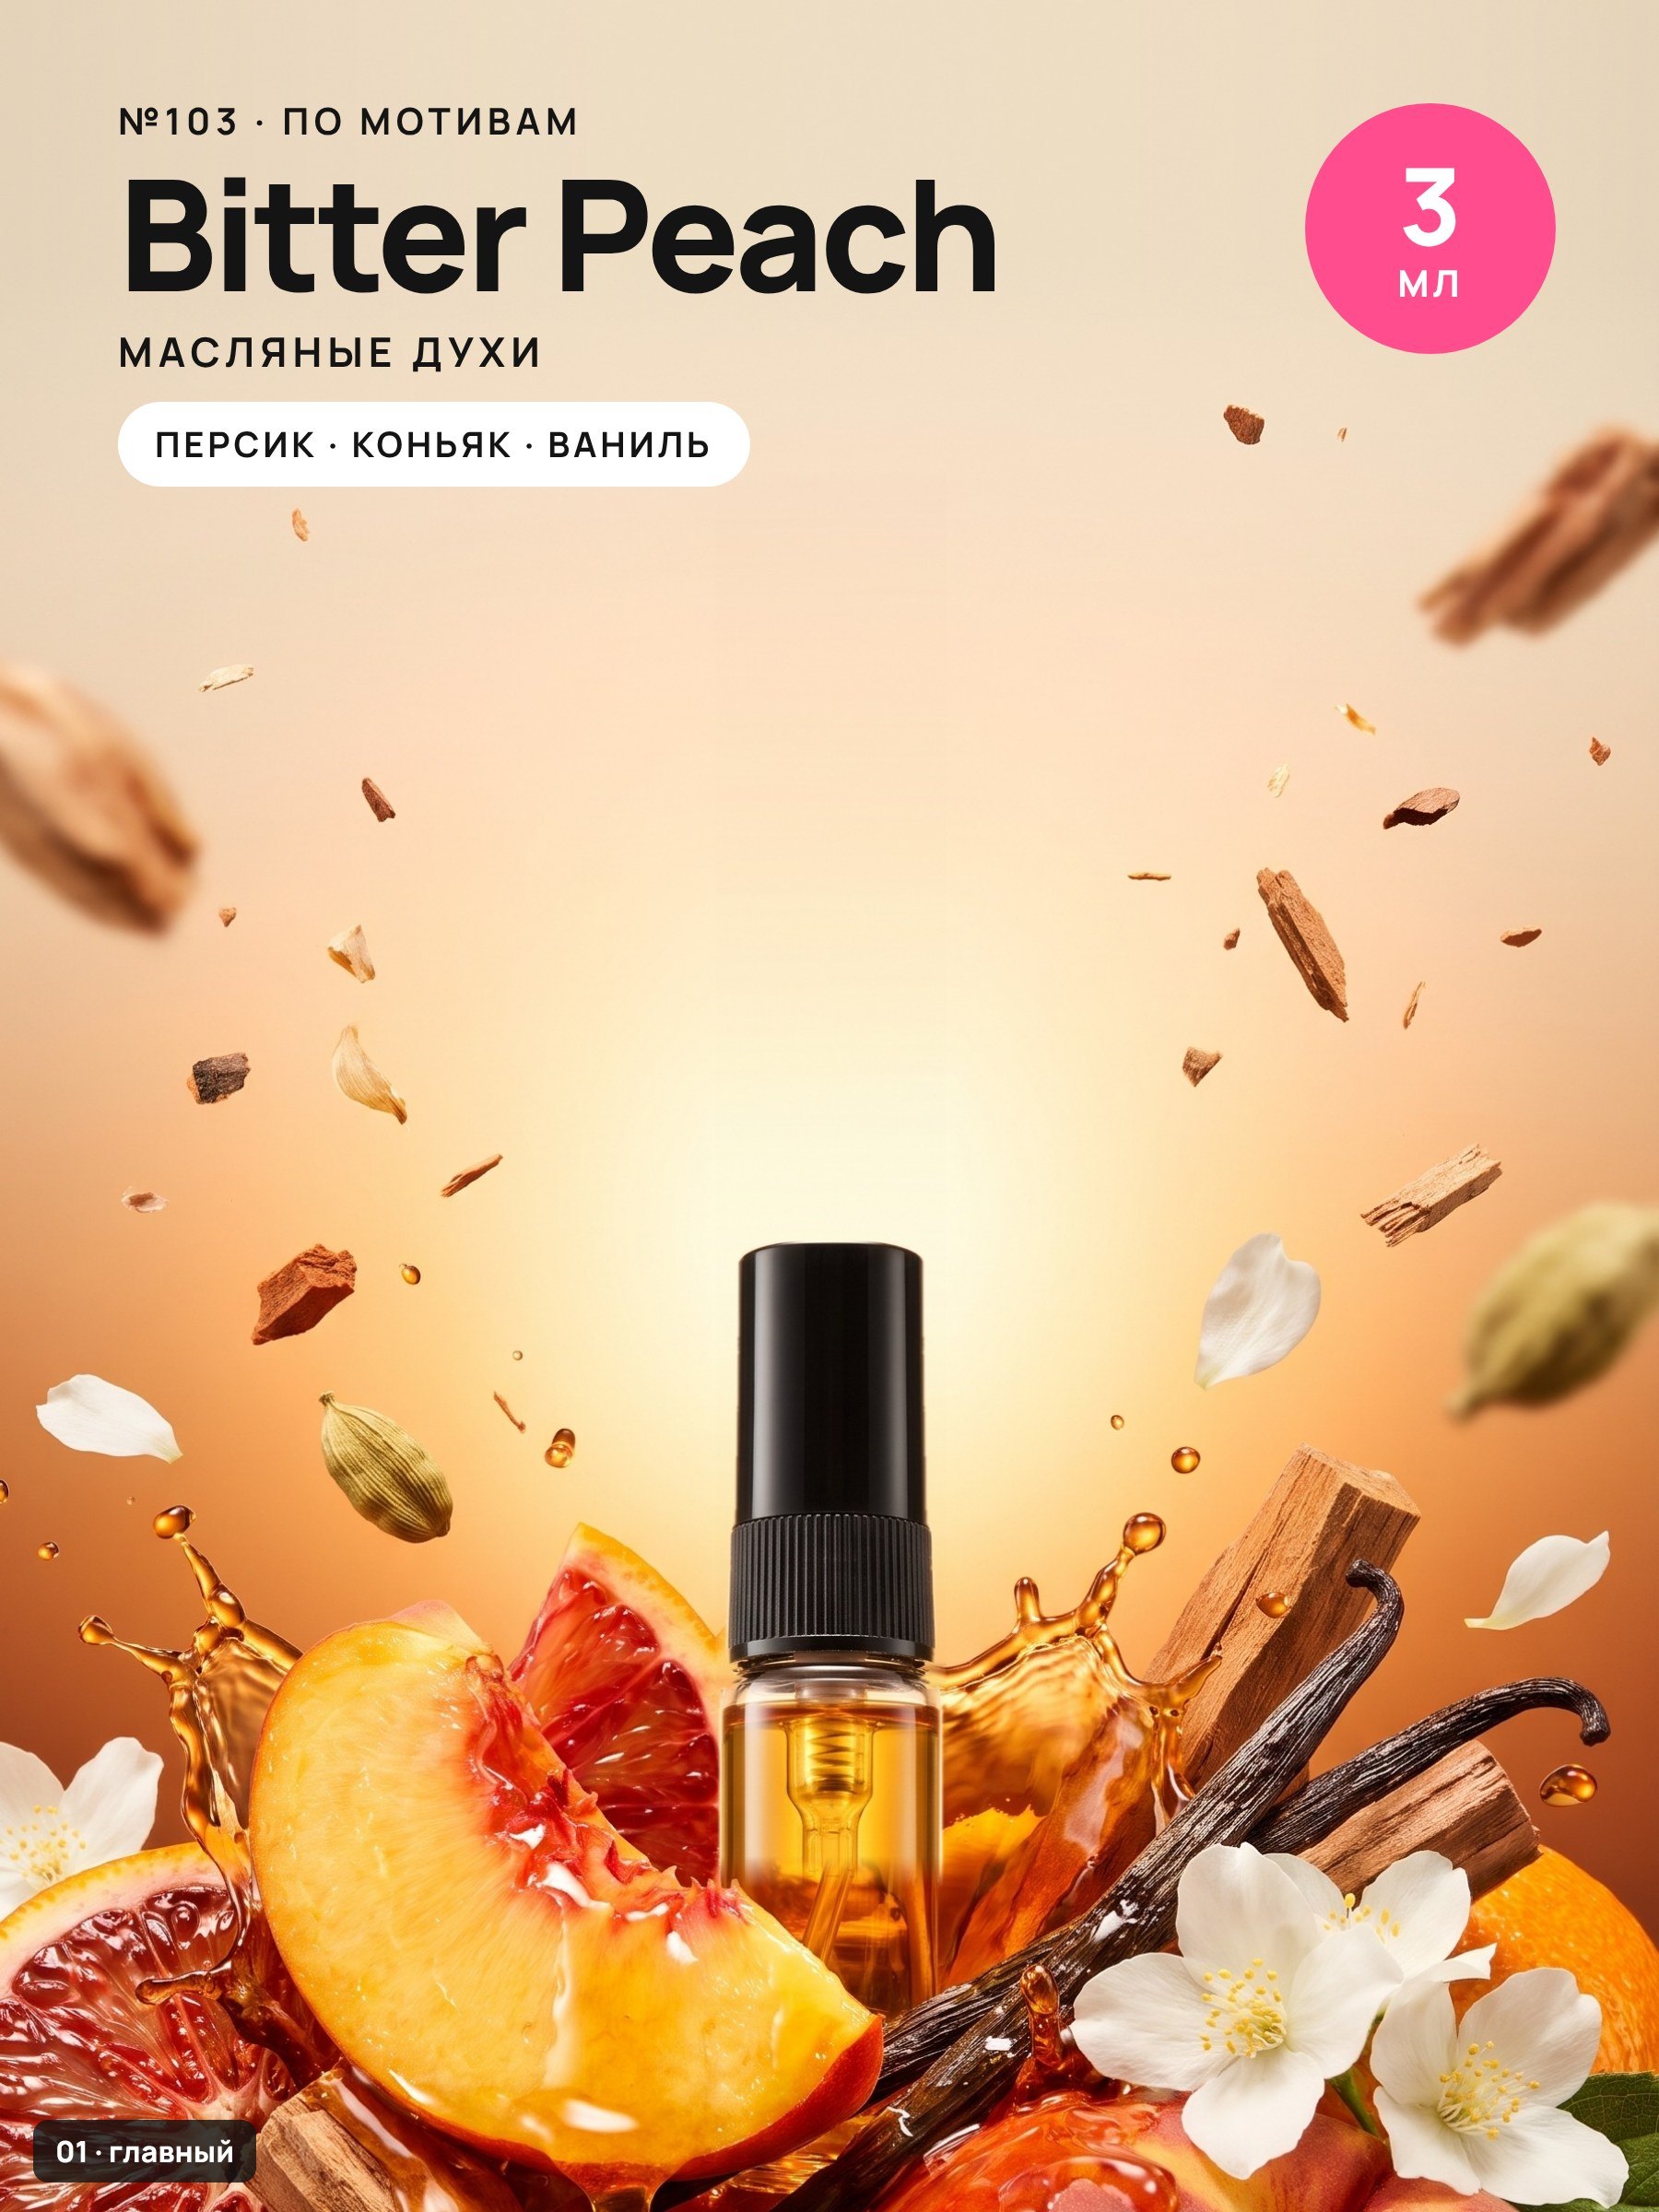 №103 · ПО МОТИВАМ
Bitter Peach
МАСЛЯНЫЕ ДУХИ
ПЕРСИК · КОНЬЯК · ВАНИЛЬ
3
МЛ
01 · главный